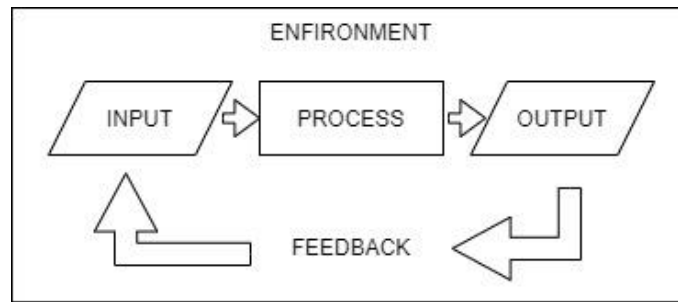 ENFIRONMENT
INPUT
PROCESS
OUTPUT
FEEDBACK